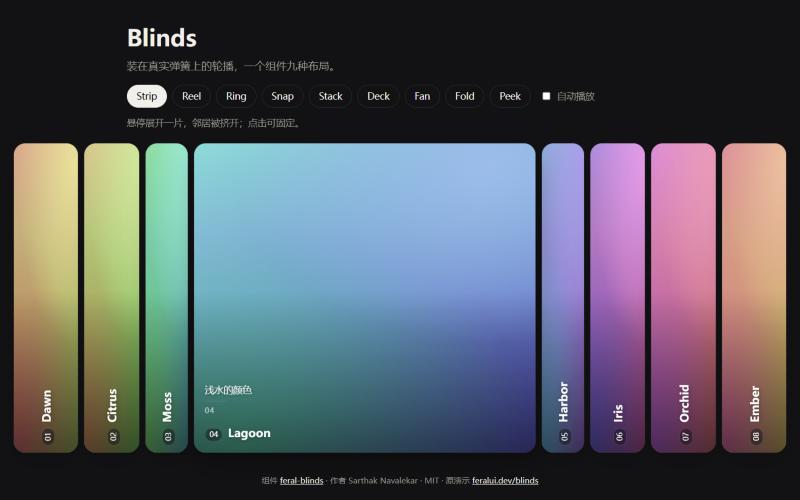 Blinds
装在真实弹簧上的轮播，一个组件九种布局。
Strip Reel Ring Snap Stack Deck Fan Fold Peek 自动播放
悬停展开一片，邻居被挤开；点击可固定。
01 Dawn
02 Citrus
03 Moss
浅水的颜色
04
04 Lagoon
05 Harbor
06 Iris
07 Orchid
08 Ember
组件 feral-blinds · 作者 Sarthak Navalekar · MIT · 原演示 feralui.dev/blinds